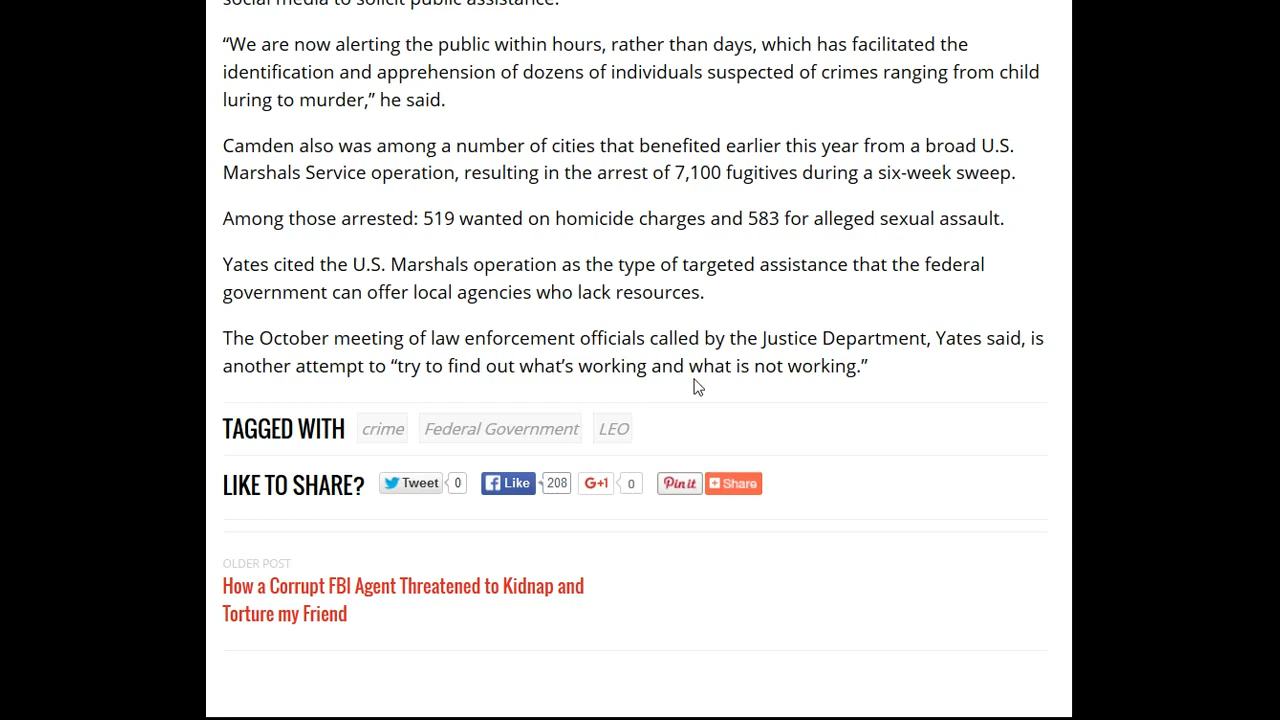 social media to solicit public assistance.
“We are now alerting the public within hours, rather than days, which has facilitated the
identification and apprehension of dozens of individuals suspected of crimes ranging from child
luring to murder,” he said.
Camden also was among a number of cities that benefited earlier this year from a broad U.S.
Marshals Service operation, resulting in the arrest of 7,100 fugitives during a six-week sweep.
Among those arrested: 519 wanted on homicide charges and 583 for alleged sexual assault.
Yates cited the U.S. Marshals operation as the type of targeted assistance that the federal
government can offer local agencies who lack resources.
The October meeting of law enforcement officials called by the Justice Department, Yates said, is
another attempt to “try to find out what’s working and what is not working.”
TAGGED WITH crime Federal Government LEO
LIKE TO SHARE? Tweet 0 Like 208 G+1 0 Pin it Share
OLDER POST
How a Corrupt FBI Agent Threatened to Kidnap and
Torture my Friend